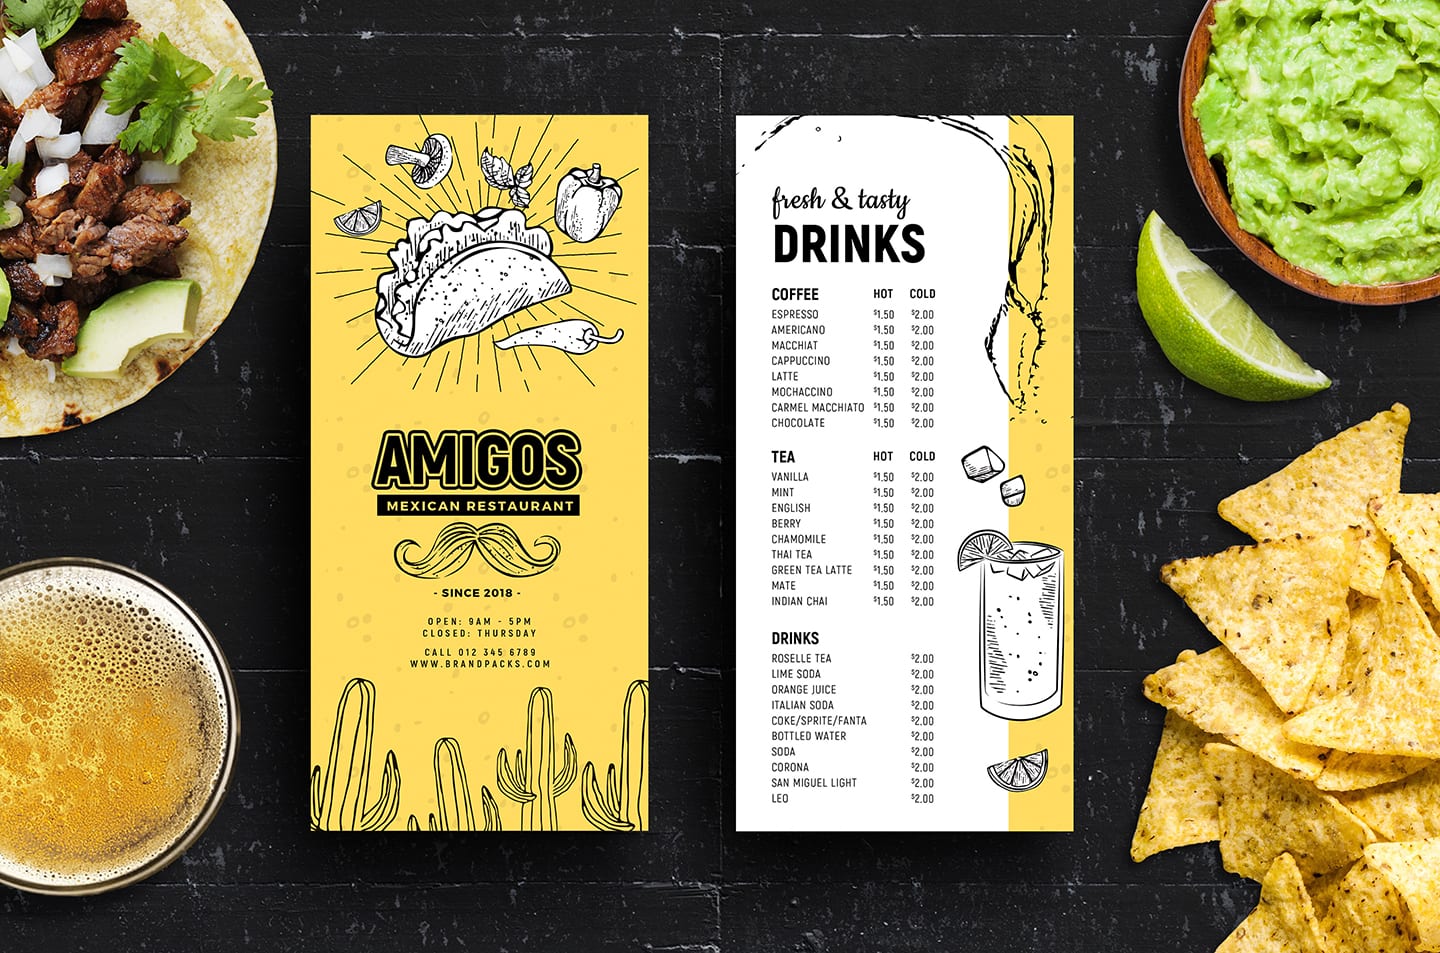 AMIGOS
MEXICAN RESTAURANT
- SINCE 2018 -
OPEN: 9AM - 5PM
CLOSED: THURSDAY
CALL 012 345 6789
WWW.BRANDPACKS.COM
fresh & tasty
DRINKS
COFFEE HOT COLD
ESPRESSO $1.50 $2.00
AMERICANO $1.50 $2.00
MACCHIAT $1.50 $2.00
CAPPUCCINO $1.50 $2.00
LATTE $1.50 $2.00
MOCHACCINO $1.50 $2.00
CARMEL MACCHIATO $1.50 $2.00
CHOCOLATE $1.50 $2.00
TEA HOT COLD
VANILLA $1.50 $2.00
MINT $1.50 $2.00
ENGLISH $1.50 $2.00
BERRY $1.50 $2.00
CHAMOMILE $1.50 $2.00
THAI TEA $1.50 $2.00
GREEN TEA LATTE $1.50 $2.00
MATE $1.50 $2.00
INDIAN CHAI $1.50 $2.00
DRINKS
ROSELLE TEA $2.00
LIME SODA $2.00
ORANGE JUICE $2.00
ITALIAN SODA $2.00
COKE/SPRITE/FANTA $2.00
BOTTLED WATER $2.00
SODA $2.00
CORONA $2.00
SAN MIGUEL LIGHT $2.00
LEO $2.00